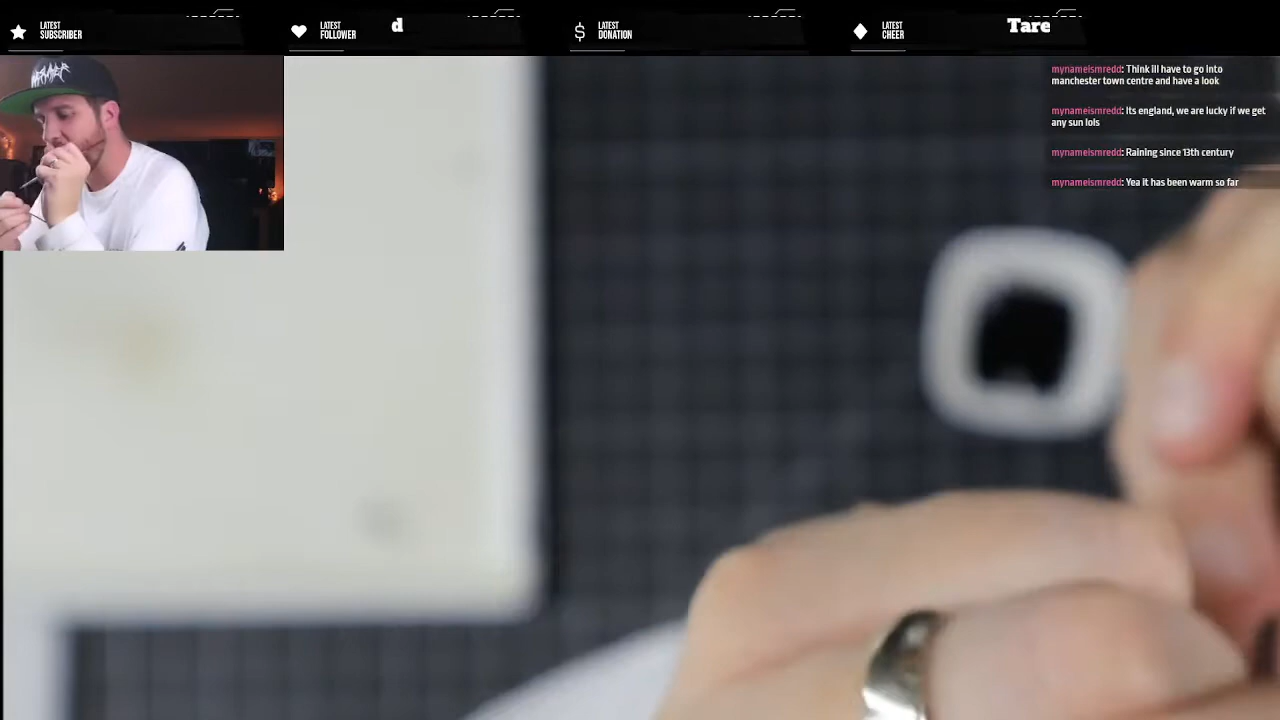 LATEST
SUBSCRIBER
LATEST
FOLLOWER
d
LATEST
DONATION
LATEST
CHEER
Tare
mynameismredd: Think ill have to go into
manchester town centre and have a look
mynameismredd: Its england, we are lucky if we get
any sun lols
mynameismredd: Raining since 13th century
mynameismredd: Yea it has been warm so far